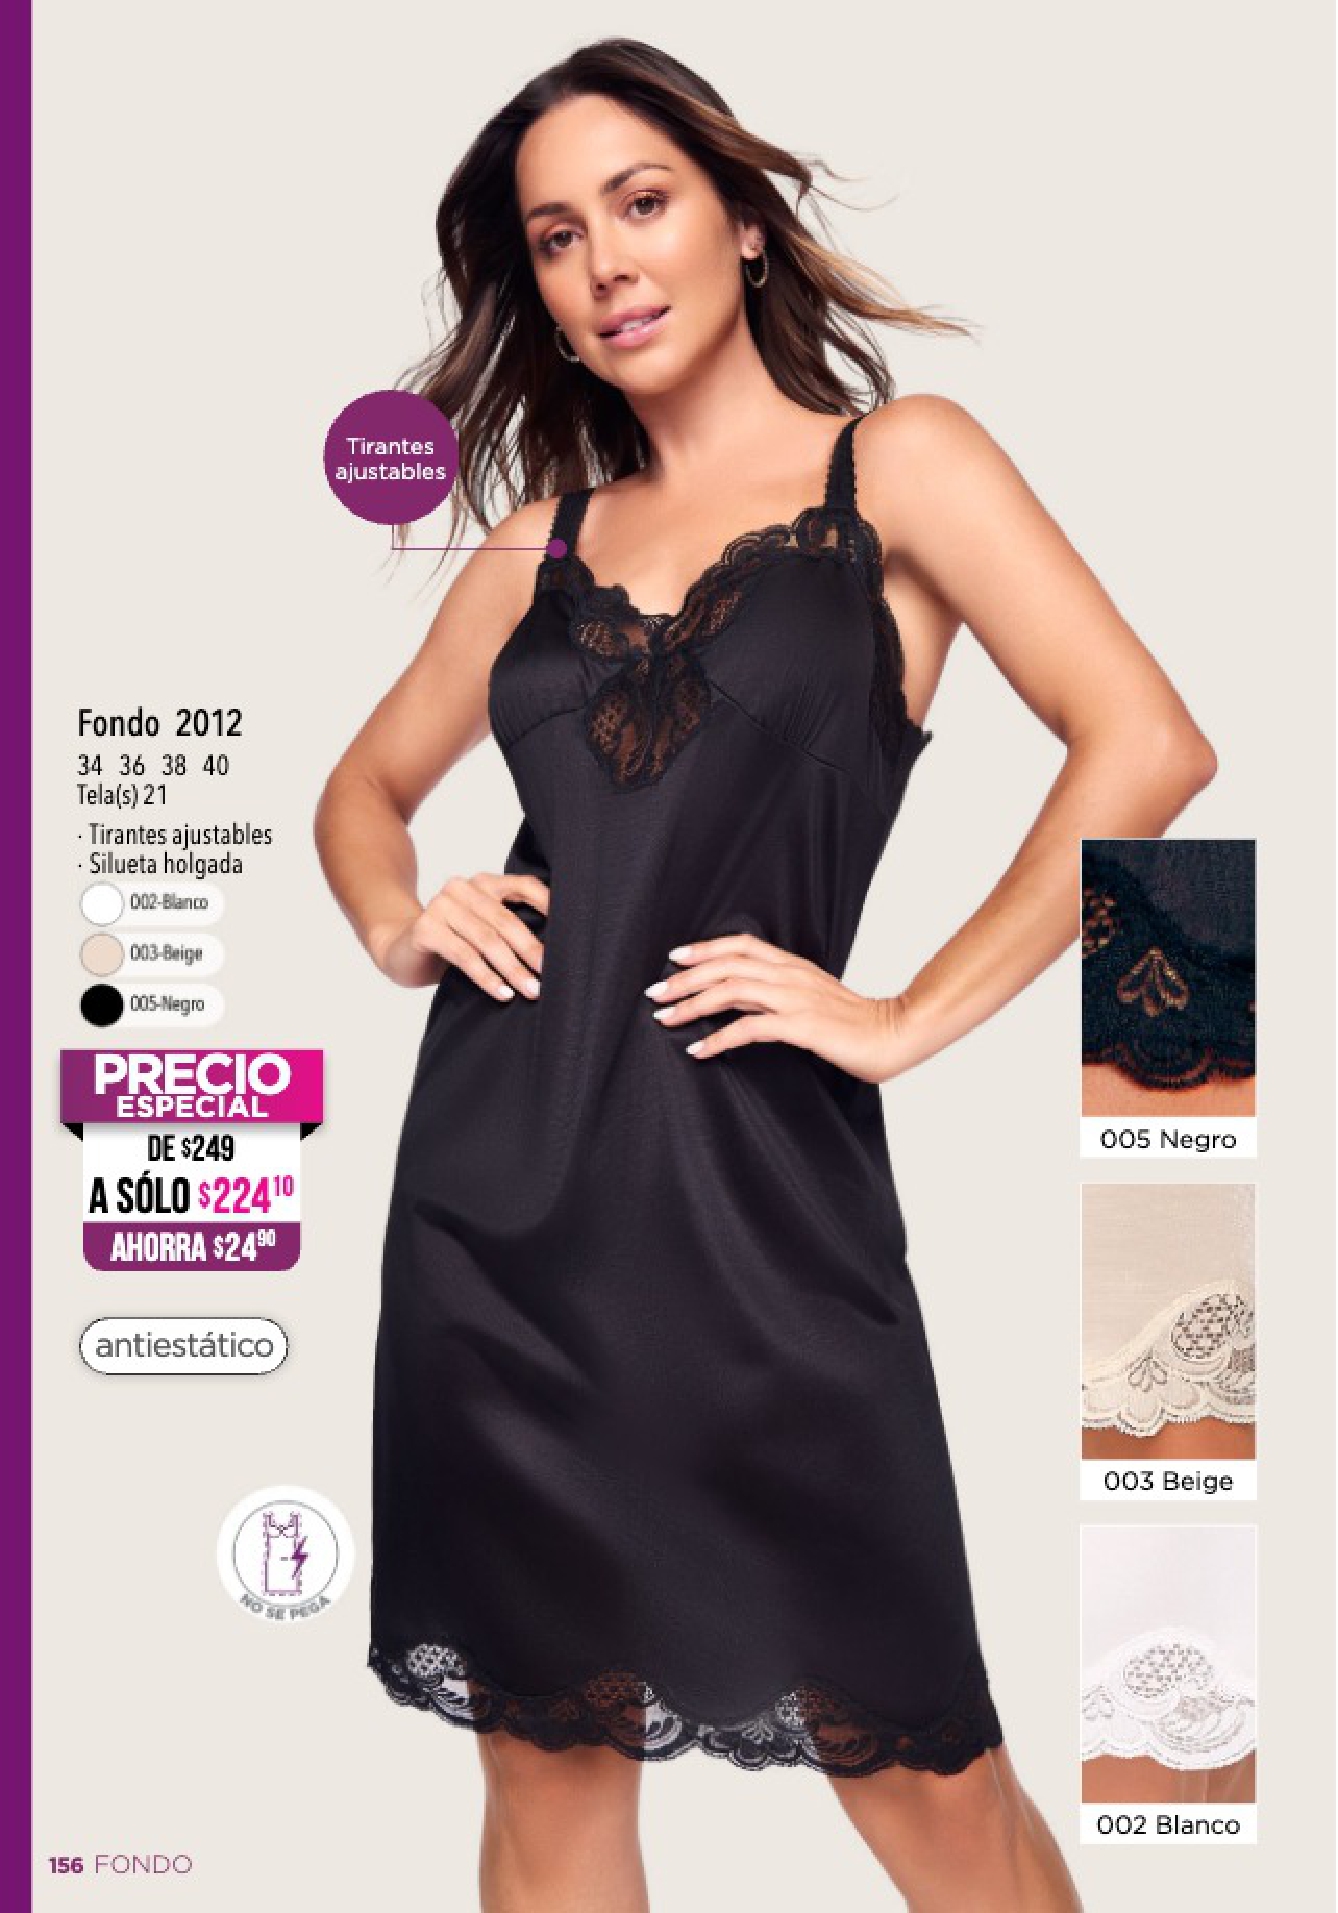 Tirantes
ajustables
Fondo 2012
34 36 38 40
Tela(s) 21
· Tirantes ajustables
· Silueta holgada
002-Blanco
003-Beige
005-Negro
PRECIO
ESPECIAL
DE $249
A SÓLO $224¹⁰
AHORRA $24⁹⁰
antiestático
NO SE PEGA
005 Negro
003 Beige
002 Blanco
156 FONDO